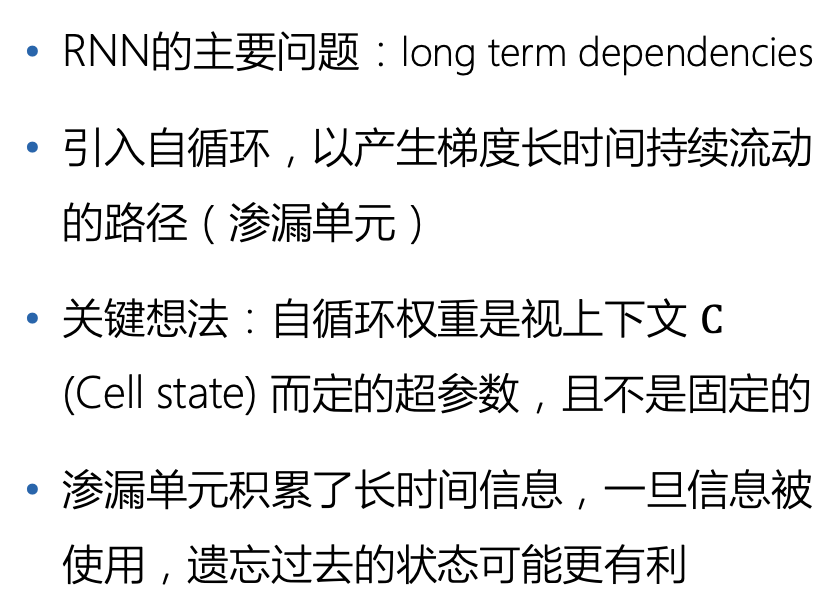 • RNN的主要问题：long term dependencies
• 引入自循环，以产生梯度长时间持续流动
的路径（渗漏单元）
• 关键想法：自循环权重是视上下文 C
(Cell state) 而定的超参数，且不是固定的
• 渗漏单元积累了长时间信息，一旦信息被
使用，遗忘过去的状态可能更有利